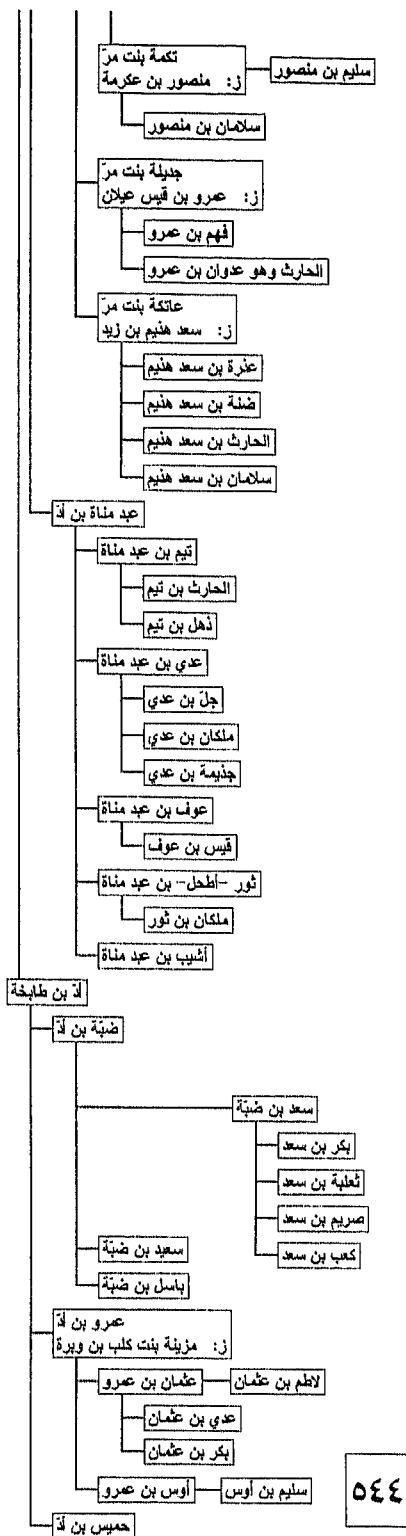 تكمة بنت مرّ
ز: منصور بن عكرمة
سليم بن منصور
سلامان بن منصور
جديلة بنت مرّ
ز: عمرو بن قيس عيلان
فهم بن عمرو
الحارث وهو عدوان بن عمرو
عاتكة بنت مرّ
ز: سعد هنيم بن زيد
عذرة بن سعد هنيم
ضنة بن سعد هنيم
الحارث بن سعد هنيم
سلامان بن سعد هنيم
عبد مناة بن أدّ
تيم بن عبد مناة
الحارث بن تيم
ذهل بن تيم
عدي بن عبد مناة
جلّ بن عدي
ملكان بن عدي
جذيمة بن عدي
عوف بن عبد مناة
قيس بن عوف
ثور -أطحل- بن عبد مناة
ملكان بن ثور
أشيب بن عبد مناة
أدّ بن طابخة
ضبّة بن أدّ
سعد بن ضبّة
بكر بن سعد
ثعلبة بن سعد
صريم بن سعد
كعب بن سعد
سعيد بن ضبّة
باسل بن ضبّة
عمرو بن أدّ
ز: مزينة بنت كلب بن وبرة
عثمان بن عمرو
لاطم بن عثمان
عدي بن عثمان
بكر بن عثمان
أوس بن عمرو
سليم بن أوس
حميس بن أدّ
٥٤٤